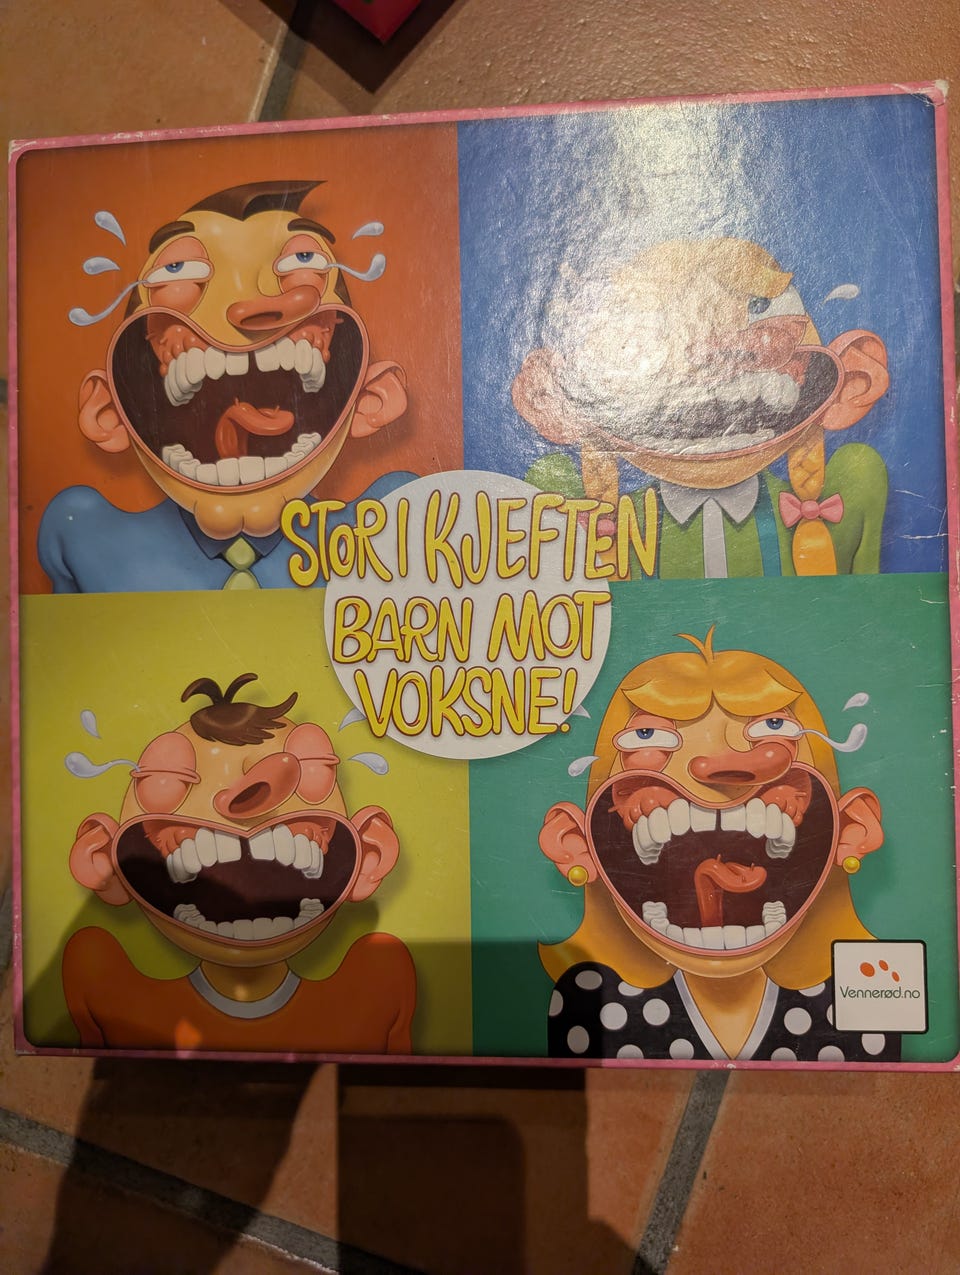 STOR I KJEFTEN
BARN MOT
VOKSNE!
Vennerød.no